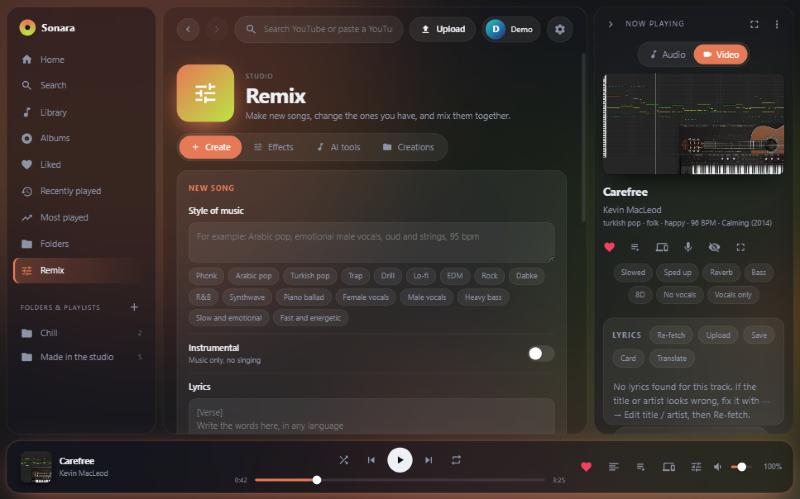 Sonara
Home
Search
Library
Albums
Liked
Recently played
Most played
Folders
Remix
FOLDERS & PLAYLISTS
Chill 2
Made in the studio 5
Search YouTube or paste a YouTu
Upload
D Demo
STUDIO
Remix
Make new songs, change the ones you have, and mix them together.
Create Effects AI tools Creations
NEW SONG
Style of music
For example: Arabic pop, emotional male vocals, oud and strings, 95 bpm
Phonk Arabic pop Turkish pop Trap Drill Lo-fi EDM Rock Dabke
R&B Synthwave Piano ballad Female vocals Male vocals Heavy bass
Slow and emotional Fast and energetic
Instrumental
Music only, no singing
Lyrics
[Verse]
Write the words here, in any language
NOW PLAYING
Audio Video
Carefree
Kevin MacLeod
turkish pop · folk · happy · 96 BPM · Calming (2014)
Slowed Sped up Reverb Bass
8D No vocals Vocals only
LYRICS Re-fetch Upload Save
Card Translate
No lyrics found for this track. If the
title or artist looks wrong, fix it with ⋯
→ Edit title / artist, then Re-fetch.
Carefree
Kevin MacLeod
0:42
3:25
100%